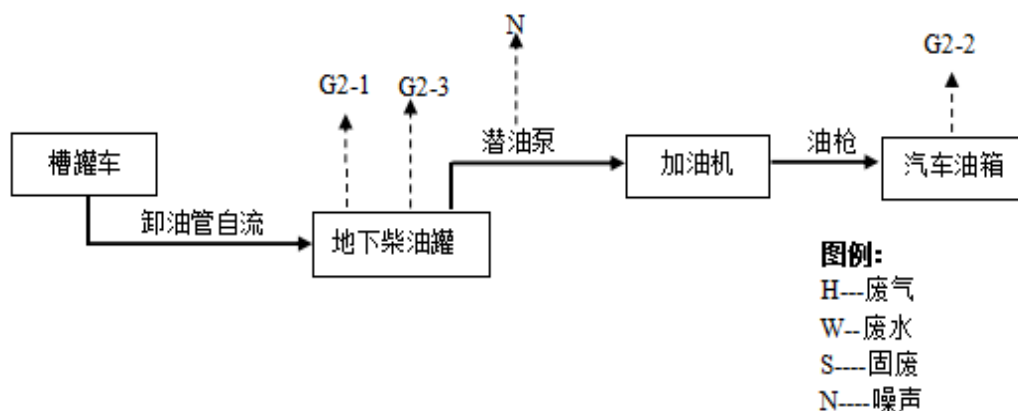 N
G2-2
G2-1
G2-3
潜油泵
油枪
槽罐车
加油机
汽车油箱
卸油管自流
地下柴油罐
图例：
H---废气
W--废水
S----固废
N----噪声